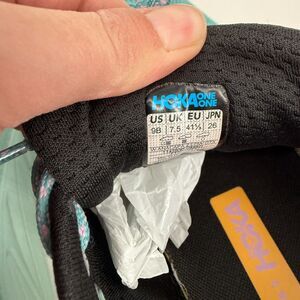 HOKA ONE ONE
US UK EU JPN
9B 7.5 41⅓ 26
HOKA